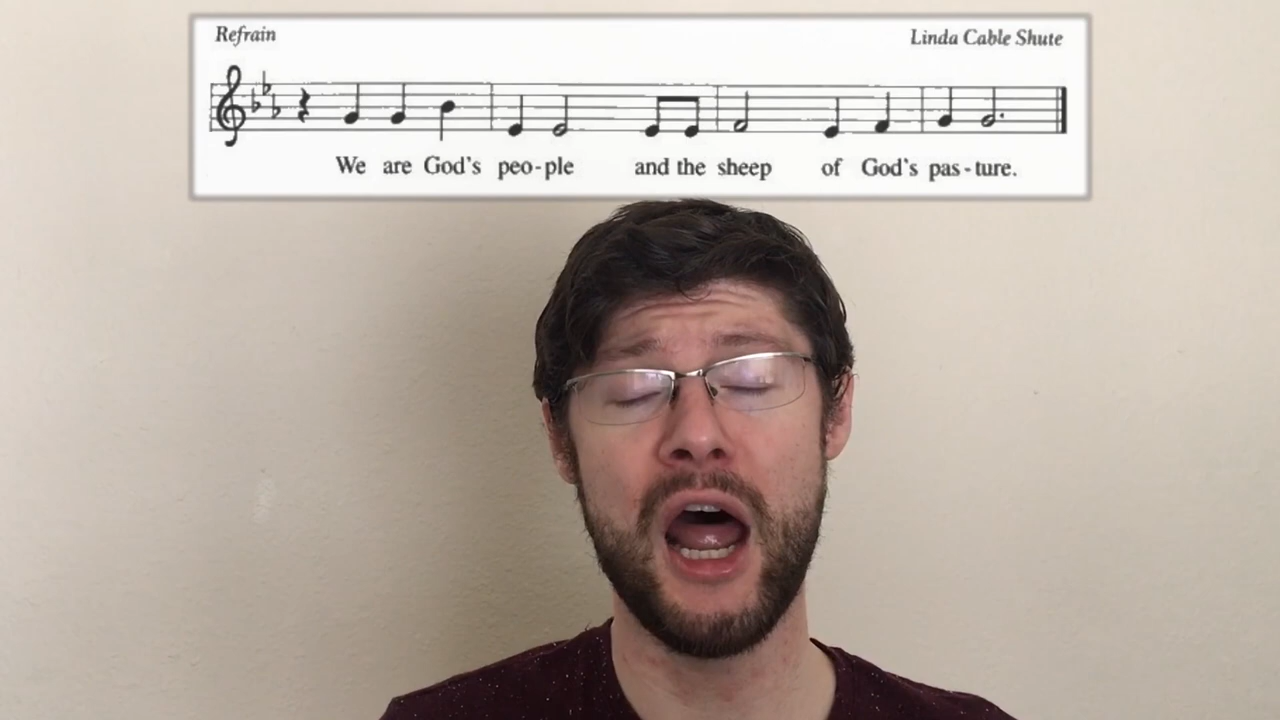 Refrain
Linda Cable Shute
We are God's peo-ple and the sheep of God's pas-ture.